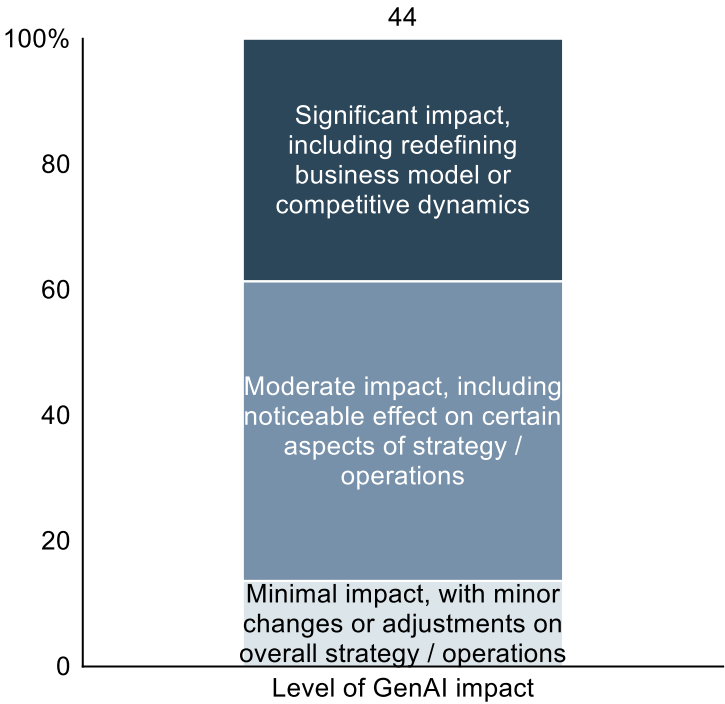 44
100%
80
60
40
20
0
Significant impact,
including redefining
business model or
competitive dynamics
Moderate impact, including
noticeable effect on certain
aspects of strategy /
operations
Minimal impact, with minor
changes or adjustments on
overall strategy / operations
Level of GenAI impact